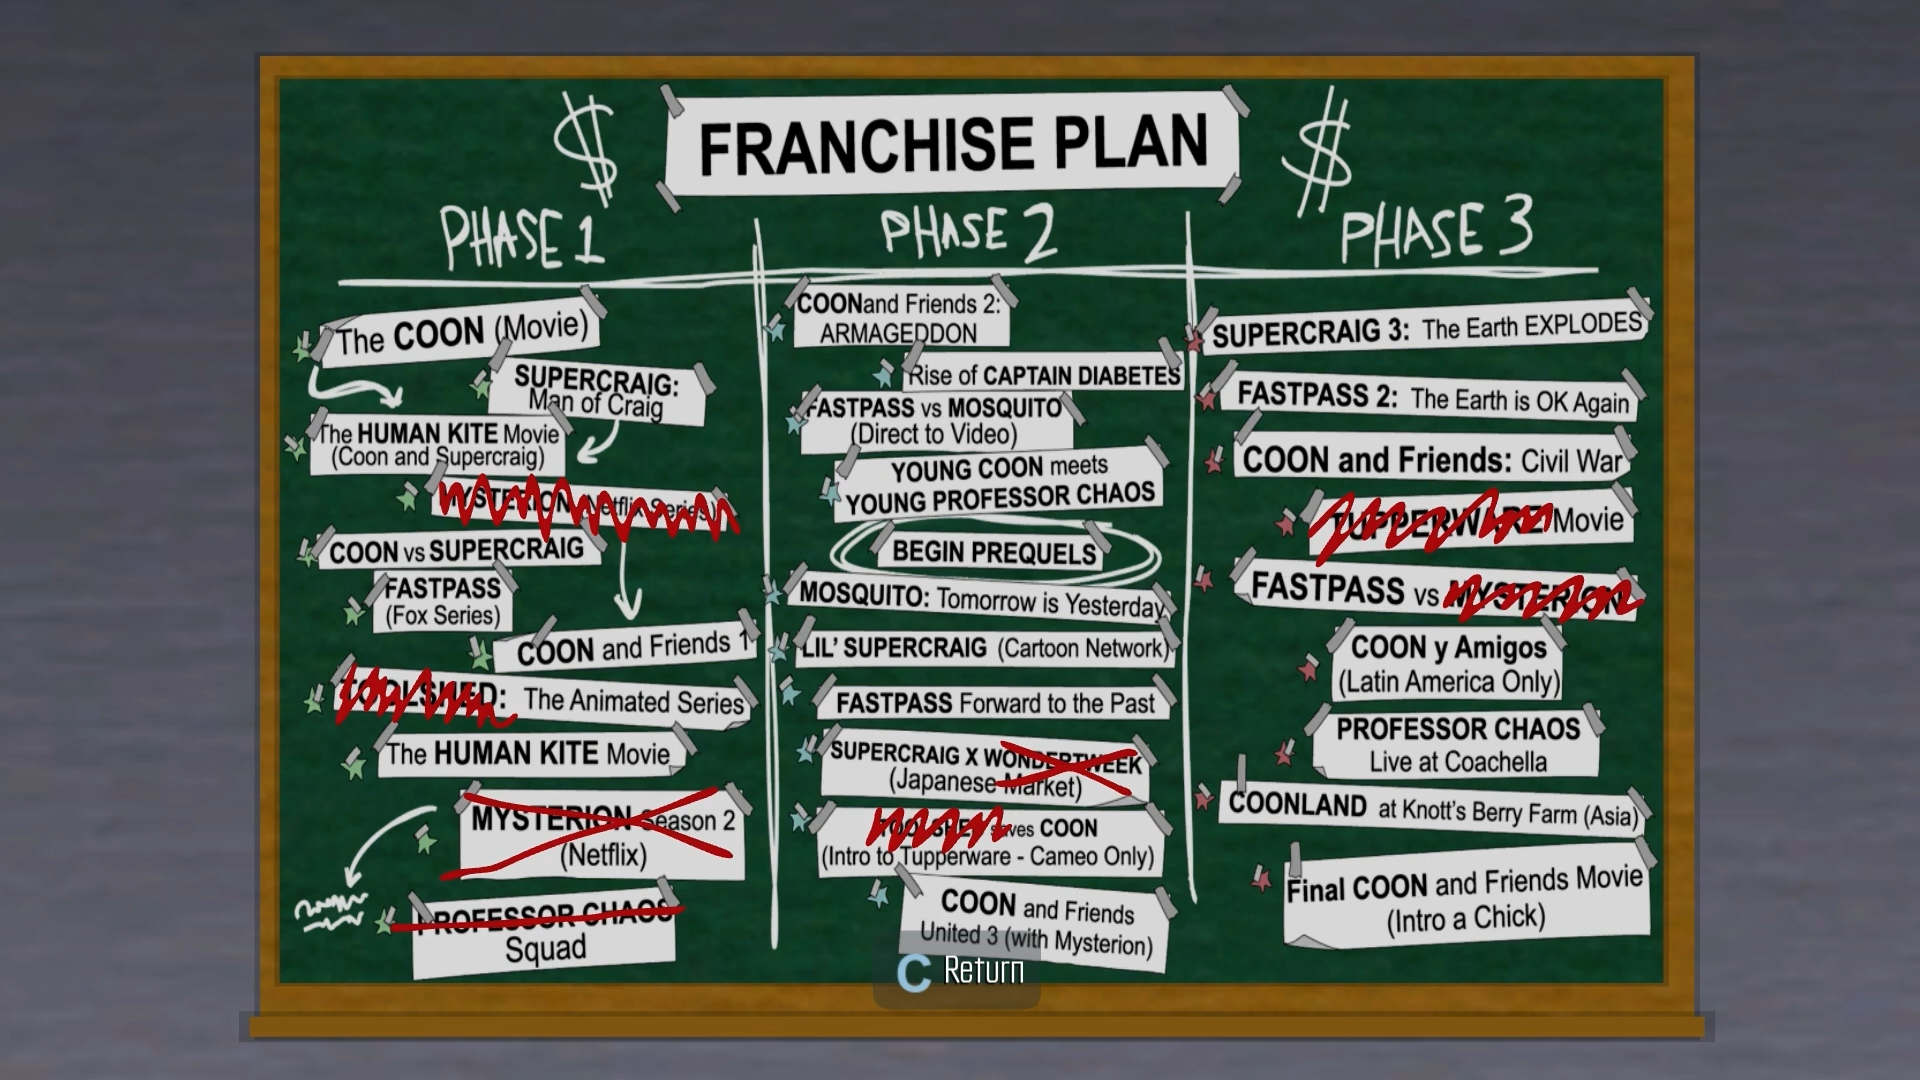 $ FRANCHISE PLAN $
PHASE 1
The COON (Movie)
SUPERCRAIG:
Man of Craig
The HUMAN KITE Movie
(Coon and Supercraig)
MYSTERION (Netflix Series)
COON vs SUPERCRAIG
FASTPASS
(Fox Series)
COON and Friends 1
TOOLSHED: The Animated Series
The HUMAN KITE Movie
MYSTERION Season 2
(Netflix)
PROFESSOR CHAOS
Squad
PHASE 2
COONand Friends 2:
ARMAGEDDON
Rise of CAPTAIN DIABETES
FASTPASS vs MOSQUITO
(Direct to Video)
YOUNG COON meets
YOUNG PROFESSOR CHAOS
BEGIN PREQUELS
MOSQUITO: Tomorrow is Yesterday
LIL' SUPERCRAIG (Cartoon Network)
FASTPASS Forward to the Past
SUPERCRAIG X WONDERTWEEK
(Japanese Market)
TOOLSHED saves COON
(Intro to Tupperware - Cameo Only)
COON and Friends
United 3 (with Mysterion)
PHASE 3
SUPERCRAIG 3: The Earth EXPLODES
FASTPASS 2: The Earth is OK Again
COON and Friends: Civil War
TUPPERWARE Movie
FASTPASS vs MYSTERION
COON y Amigos
(Latin America Only)
PROFESSOR CHAOS
Live at Coachella
COONLAND at Knott's Berry Farm (Asia)
Final COON and Friends Movie
(Intro a Chick)
C Return